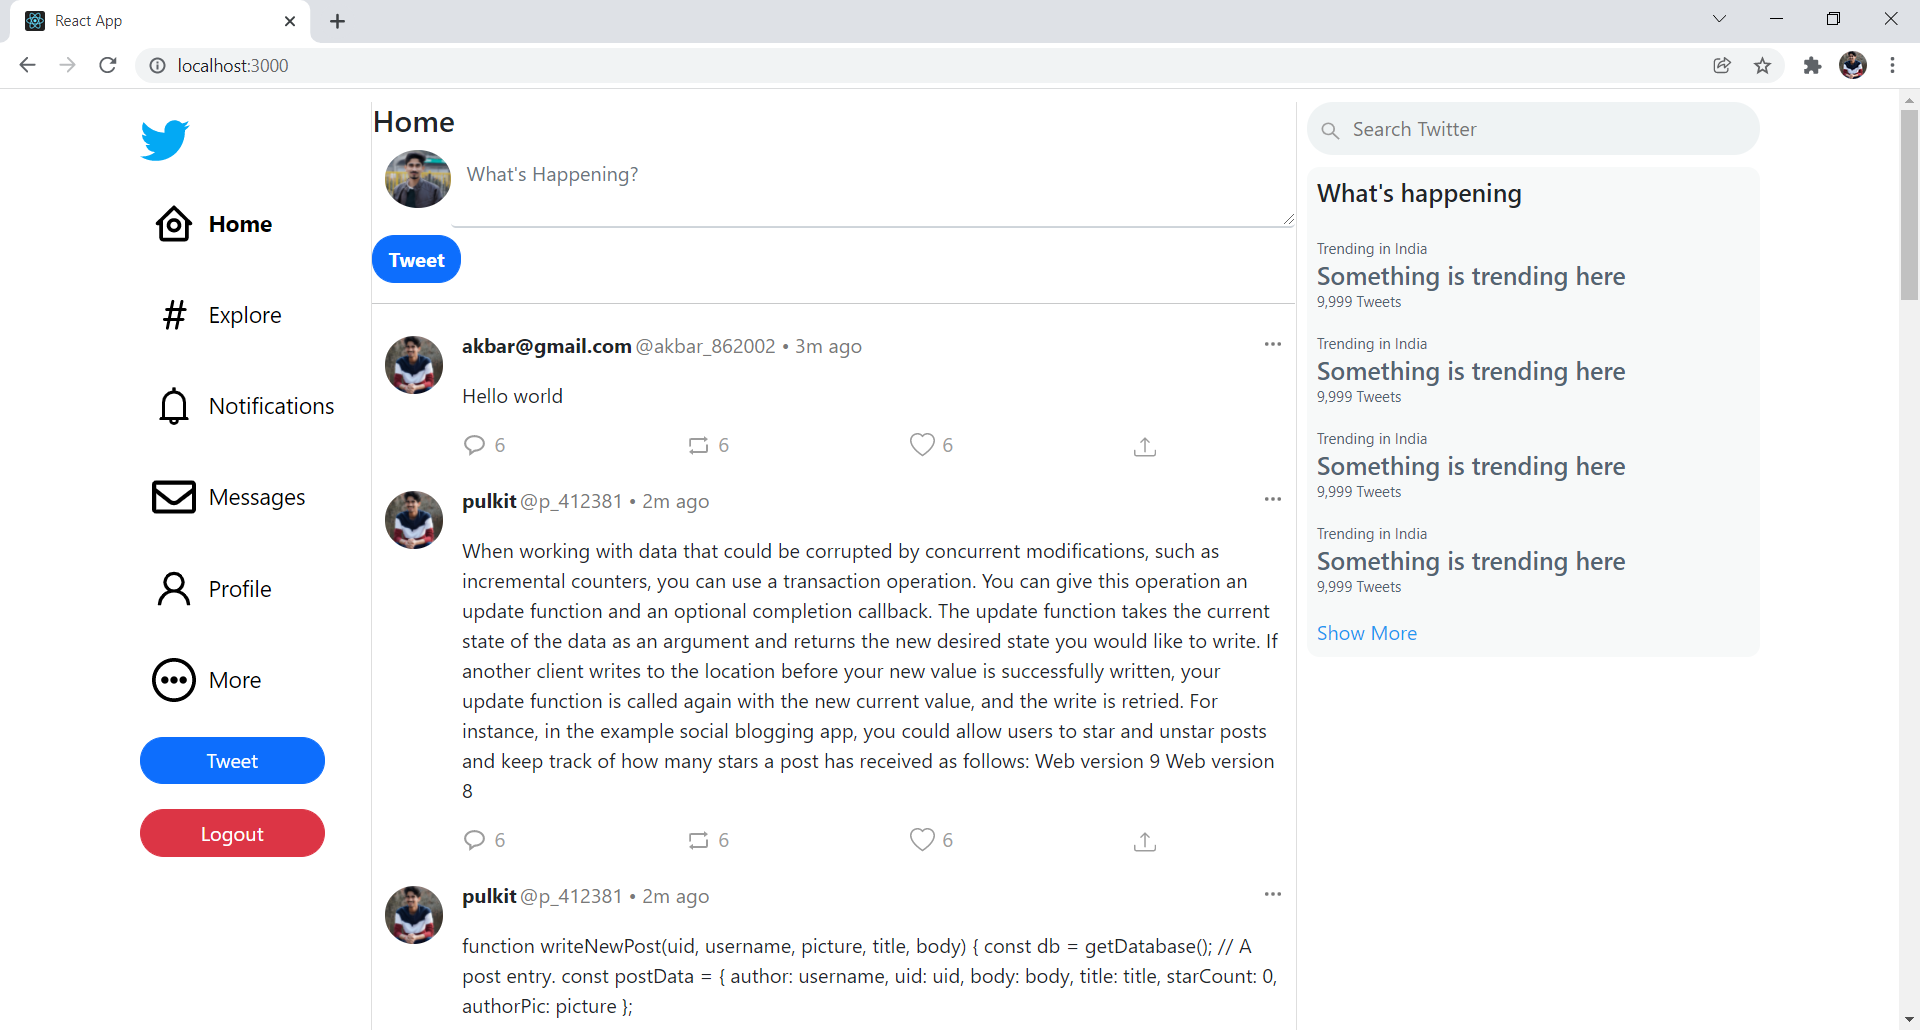 React App
localhost:3000
Home
Explore
Notifications
Messages
Profile
More
Tweet
Logout
Home
What's Happening?
Tweet
akbar@gmail.com @akbar_862002 • 3m ago
Hello world
6 6 6
pulkit @p_412381 • 2m ago
When working with data that could be corrupted by concurrent modifications, such as
incremental counters, you can use a transaction operation. You can give this operation an
update function and an optional completion callback. The update function takes the current
state of the data as an argument and returns the new desired state you would like to write. If
another client writes to the location before your new value is successfully written, your
update function is called again with the new current value, and the write is retried. For
instance, in the example social blogging app, you could allow users to star and unstar posts
and keep track of how many stars a post has received as follows: Web version 9 Web version
8
6 6 6
pulkit @p_412381 • 2m ago
function writeNewPost(uid, username, picture, title, body) { const db = getDatabase(); // A
post entry. const postData = { author: username, uid: uid, body: body, title: title, starCount: 0,
authorPic: picture };
Search Twitter
What's happening
Trending in India
Something is trending here
9,999 Tweets
Trending in India
Something is trending here
9,999 Tweets
Trending in India
Something is trending here
9,999 Tweets
Trending in India
Something is trending here
9,999 Tweets
Show More